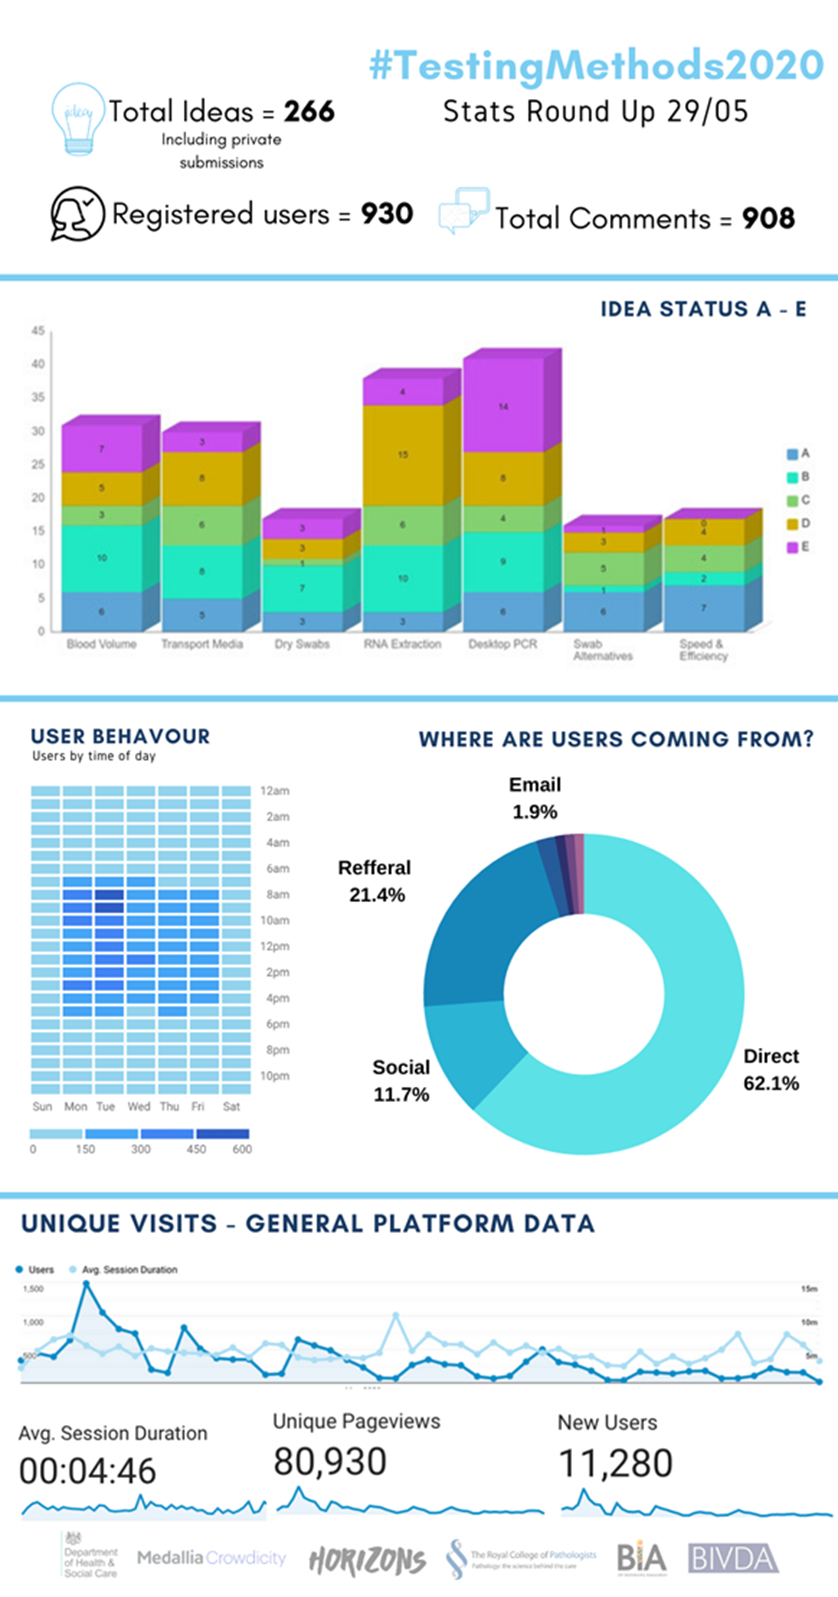 #TestingMethods2020
Stats Round Up 29/05
idea
Total Ideas = 266
Including private
submissions
Registered users = 930
Total Comments = 908
IDEA STATUS A - E
45
40
35
30
25
20
15
10
5
0
7
5
3
10
6
3
8
6
8
5
3
3
1
7
3
4
15
6
10
3
14
8
4
9
6
1
3
5
1
6
0
4
4
2
7
Blood Volume
Transport Media
Dry Swabs
RNA Extraction
Desktop PCR
Swab
Alternatives
Speed &
Efficiency
A
B
C
D
E
USER BEHAVOUR
Users by time of day
12am
2am
4am
6am
8am
10am
12pm
2pm
4pm
6pm
8pm
10pm
Sun Mon Tue Wed Thu Fri Sat
0 150 300 450 600
WHERE ARE USERS COMING FROM?
Email
1.9%
Refferal
21.4%
Social
11.7%
Direct
62.1%
UNIQUE VISITS - GENERAL PLATFORM DATA
Users Avg. Session Duration
1,500
1,000
500
15m
10m
5m
Avg. Session Duration
00:04:46
Unique Pageviews
80,930
New Users
11,280
Department
of Health &
Social Care
Medallia Crowdicity
HORIZONS
The Royal College of Pathologists
Pathology: the science behind the cure
BIA
BIVDA